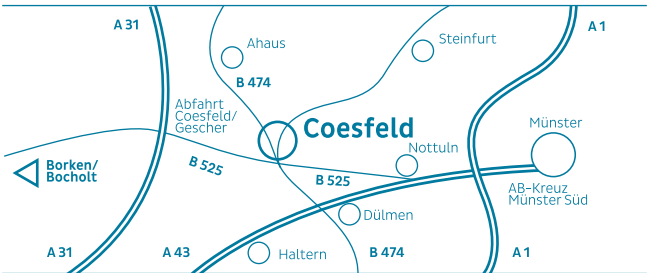 A 31
A 1
Ahaus
Steinfurt
B 474
Abfahrt
Coesfeld/
Gescher
Coesfeld
Münster
Nottuln
Borken/
Bocholt
B 525
B 525
AB-Kreuz
Münster Süd
Dülmen
A 31
A 43
Haltern
B 474
A 1